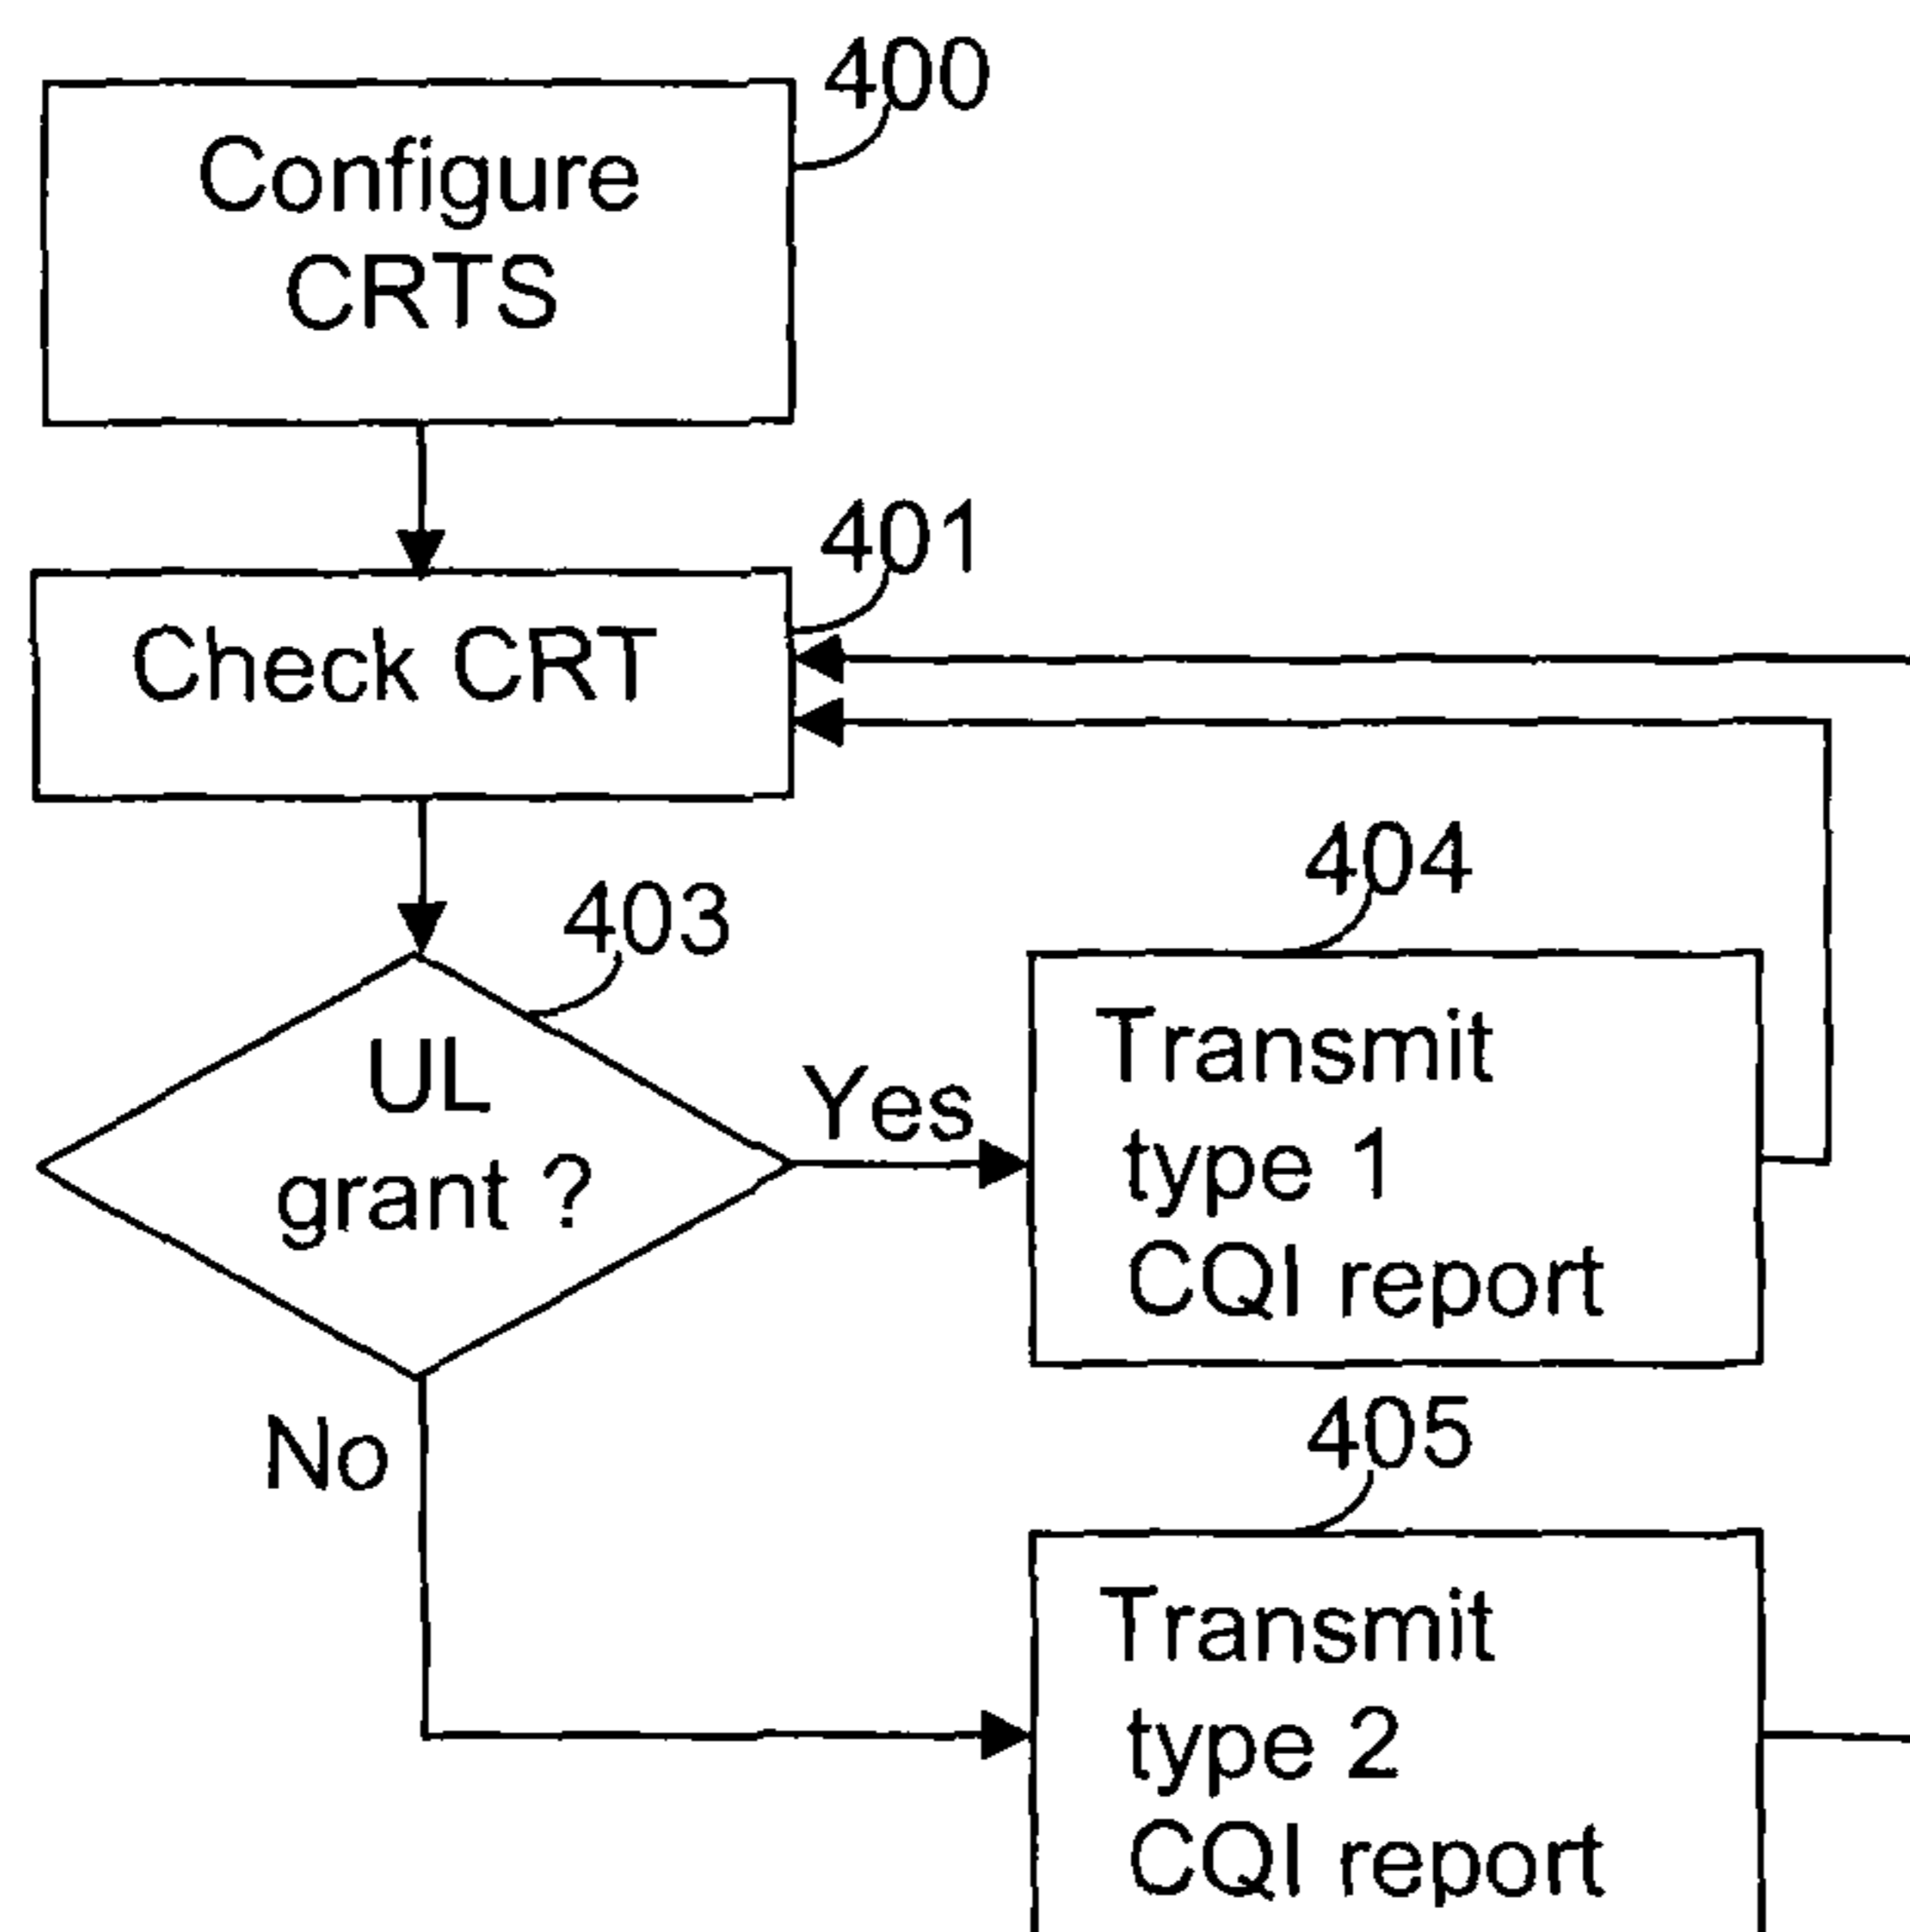 400
Configure
CRTS
401
Check CRT
403
UL
grant ?
Yes
No
404
Transmit
type 1
CQI report
405
Transmit
type 2
CQI report